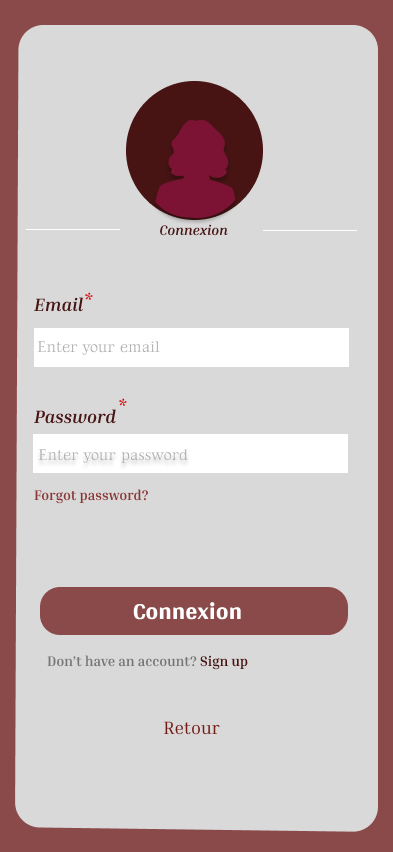 Connexion
Email*
Enter your email
Password*
Enter your password
Forgot password?
Connexion
Don't have an account? Sign up
Retour